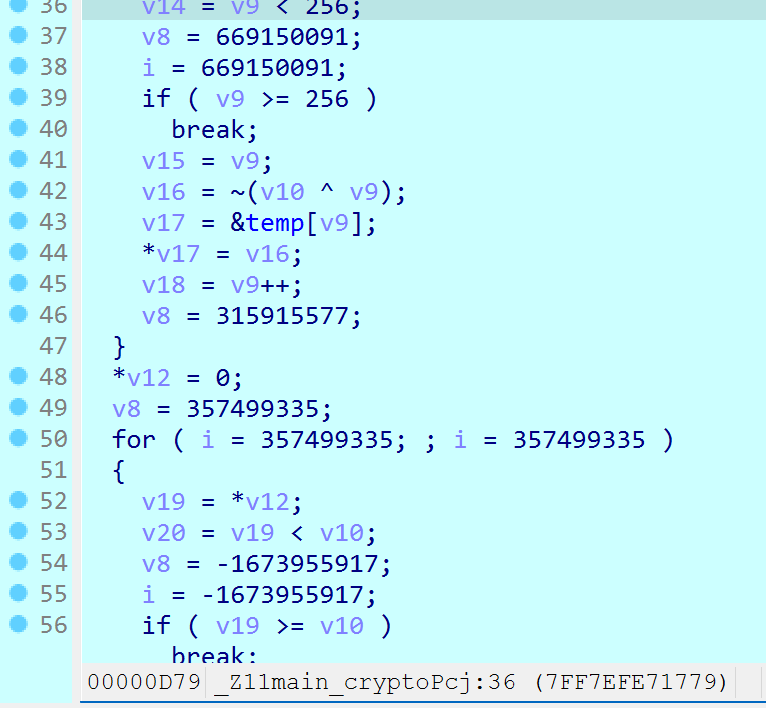 36 v14 = v9 < 256;
37 v8 = 669150091;
38 i = 669150091;
39 if ( v9 >= 256 )
40 break;
41 v15 = v9;
42 v16 = ~(v10 ^ v9);
43 v17 = &temp[v9];
44 *v17 = v16;
45 v18 = v9++;
46 v8 = 315915577;
47 }
48 *v12 = 0;
49 v8 = 357499335;
50 for ( i = 357499335; ; i = 357499335 )
51 {
52 v19 = *v12;
53 v20 = v19 < v10;
54 v8 = -1673955917;
55 i = -1673955917;
56 if ( v19 >= v10 )
break;
00000D79 _Z11main_cryptoPcj:36 (7FF7EFE71779)